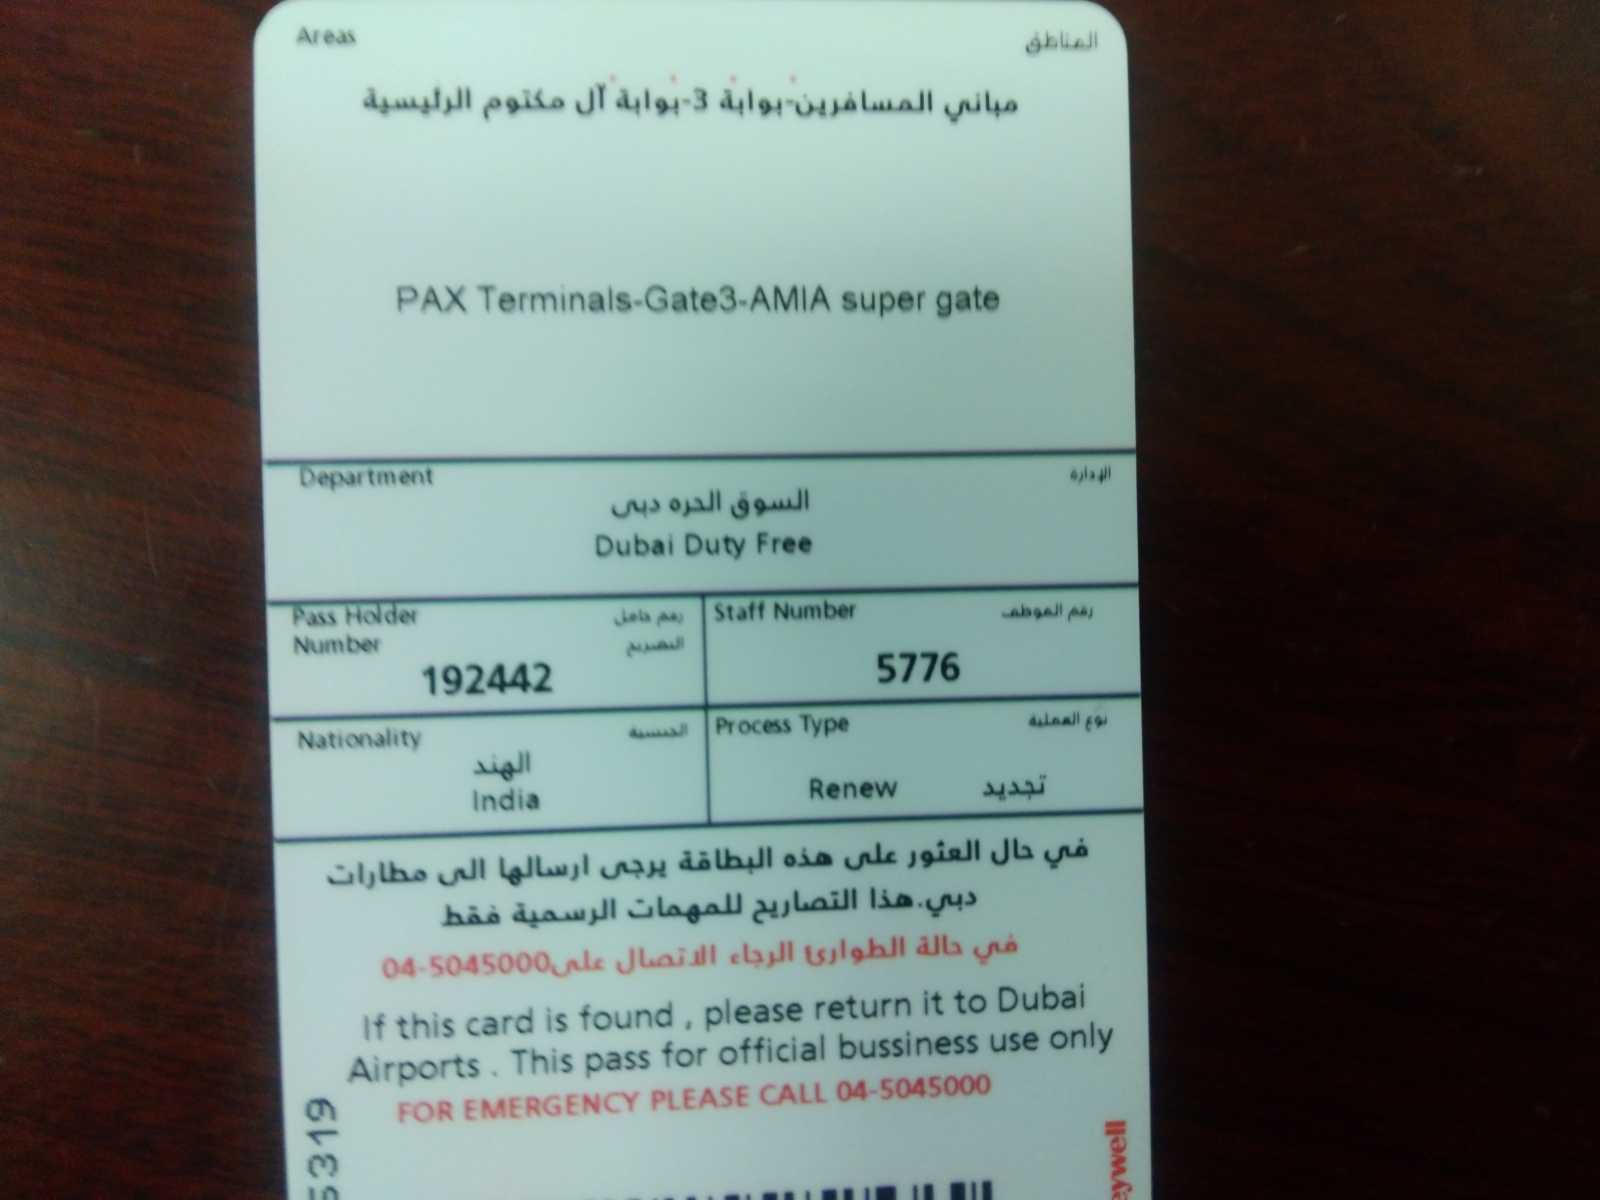 Areas المناطق
مباني المسافرين-بوابة 3-بوابة آل مكتوم الرئيسية
PAX Terminals-Gate3-AMIA super gate
Department الإدارة
السوق الحره دبى
Dubai Duty Free
Pass Holder رقم حامل
Number التصريح
192442
Staff Number رقم الموظف
5776
Nationality الجنسية
الهند
India
Process Type نوع العملية
Renew تجديد
في حال العثور على هذه البطاقة يرجى ارسالها الى مطارات
دبي.هذا التصاريح للمهمات الرسمية فقط
في حالة الطوارئ الرجاء الاتصال على04-5045000
If this card is found , please return it to Dubai
Airports . This pass for official bussiness use only
FOR EMERGENCY PLEASE CALL 04-5045000
5319